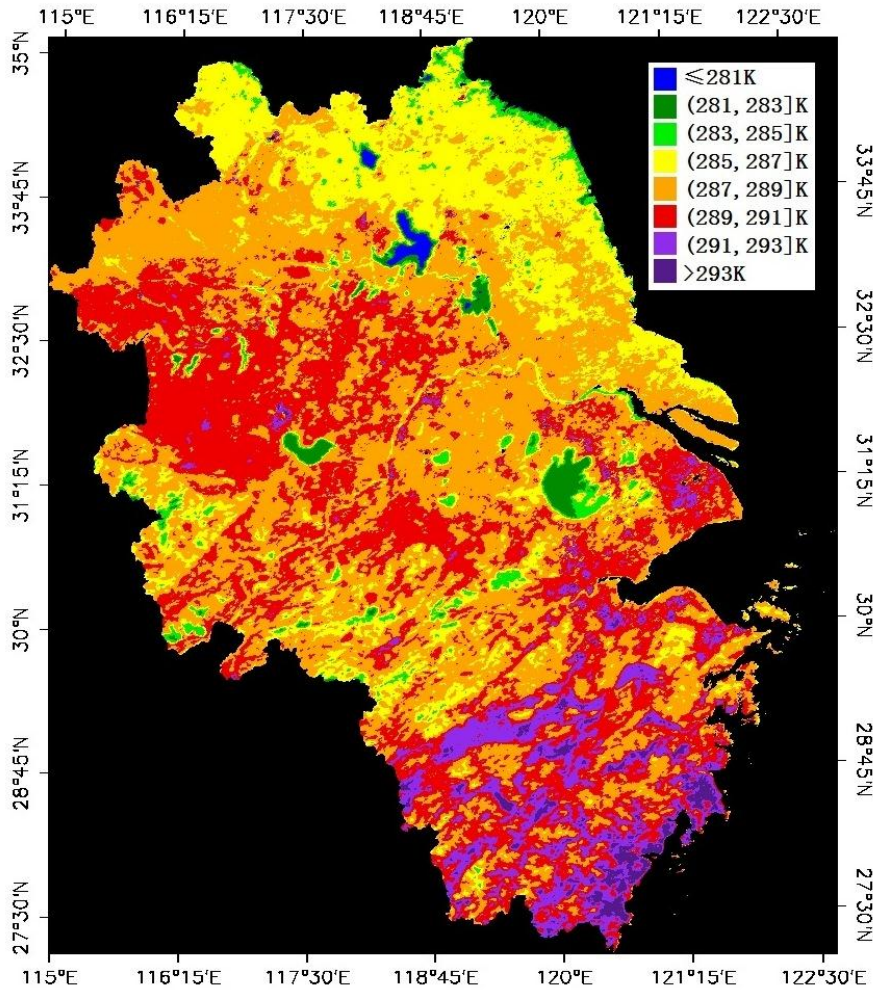 115°E 116°15′E 117°30′E 118°45′E 120°E 121°15′E 122°30′E
35°N
33°45′N
32°30′N
31°15′N
30°N
28°45′N
27°30′N
≤281K
(281, 283]K
(283, 285]K
(285, 287]K
(287, 289]K
(289, 291]K
(291, 293]K
>293K
33°45′N
32°30′N
31°15′N
30°N
28°45′N
27°30′N
115°E 116°15′E 117°30′E 118°45′E 120°E 121°15′E 122°30′E